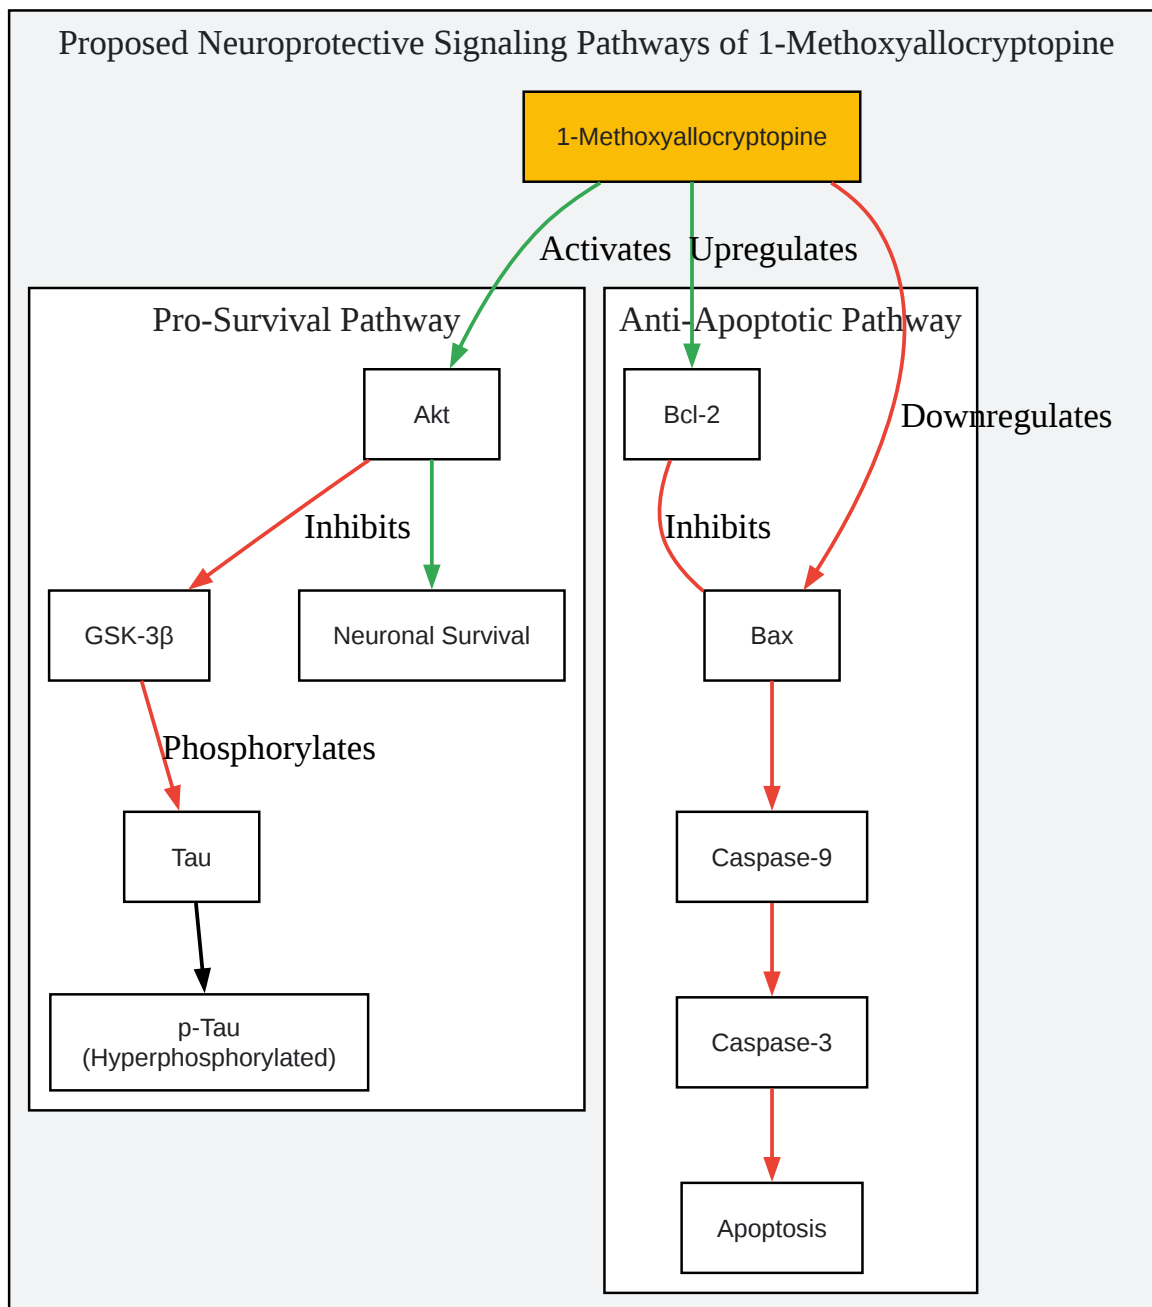 Proposed Neuroprotective Signaling Pathways of 1-Methoxyallocryptopine
1-Methoxyallocryptopine
Activates
Upregulates
Pro-Survival Pathway
Anti-Apoptotic Pathway
Akt
Bcl-2
Downregulates
Inhibits
Inhibits
GSK-3β
Neuronal Survival
Bax
Phosphorylates
Tau
Caspase-9
p-Tau
(Hyperphosphorylated)
Caspase-3
Apoptosis